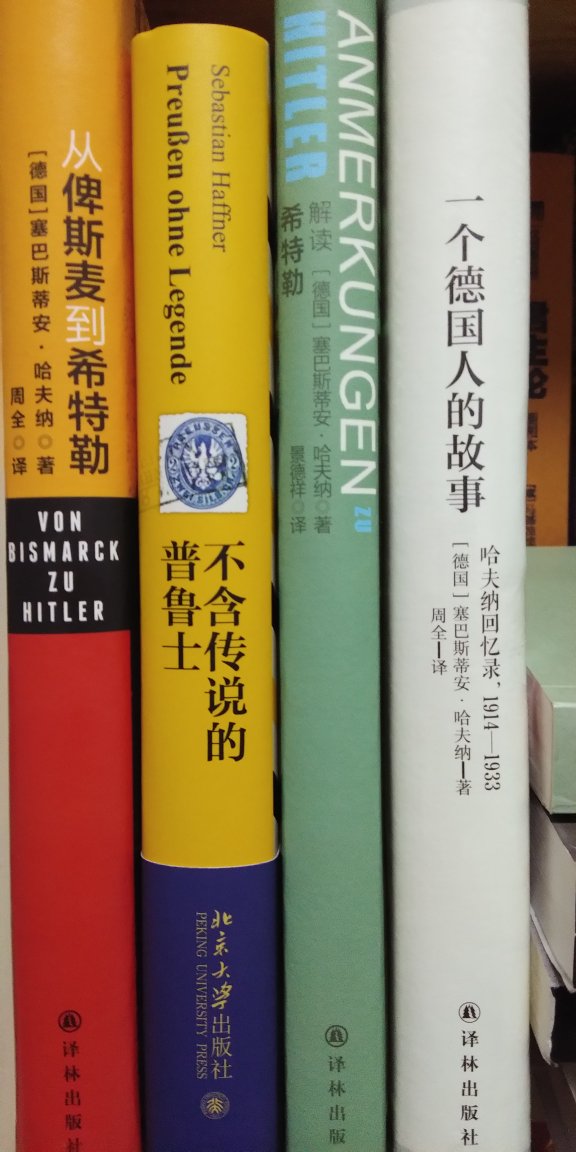 从俾斯麦到希特勒
[德国]塞巴斯蒂安·哈夫纳◎著
周全◎译
VON
BISMARCK
ZU
HITLER
译林出版社
Sebastian Haffner
Preußen ohne Legende
PREUSSEN
不含传说的
普鲁士
北京大学出版社
PEKING UNIVERSITY PRESS
ANMERKUNGEN ZU
HITLER
解读
希特勒
[德国]塞巴斯蒂安·哈夫纳◎著
景德祥◎译
译林出版
一个德国人的故事
哈夫纳回忆录,1914—1933
[德国]塞巴斯蒂安·哈夫纳—著
周全—译
译林出版社